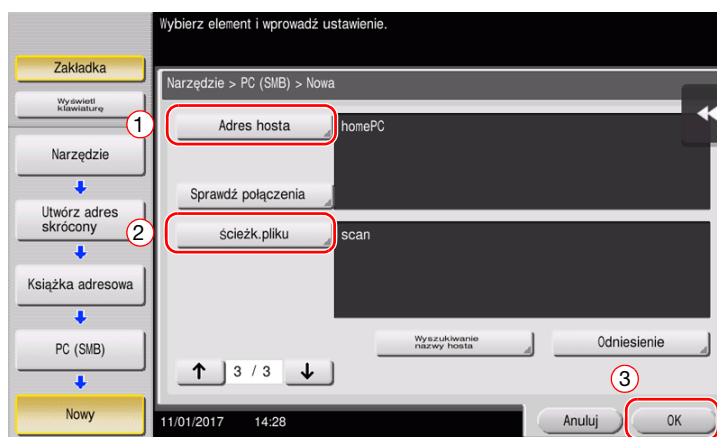 Wybierz element i wprowadź ustawienie.
Zakładka
Wyświetl
klawiaturę
Narzędzie
Utwórz adres
skrócony
Książka adresowa
PC (SMB)
Nowy
Narzędzie > PC (SMB) > Nowa
1
Adres hosta
homePC
Sprawdź połączenia
2
ścieżk.pliku
scan
Wyszukiwanie
nazwy hosta
Odniesienie
3 / 3
3
11/01/2017 14:28
Anuluj
OK